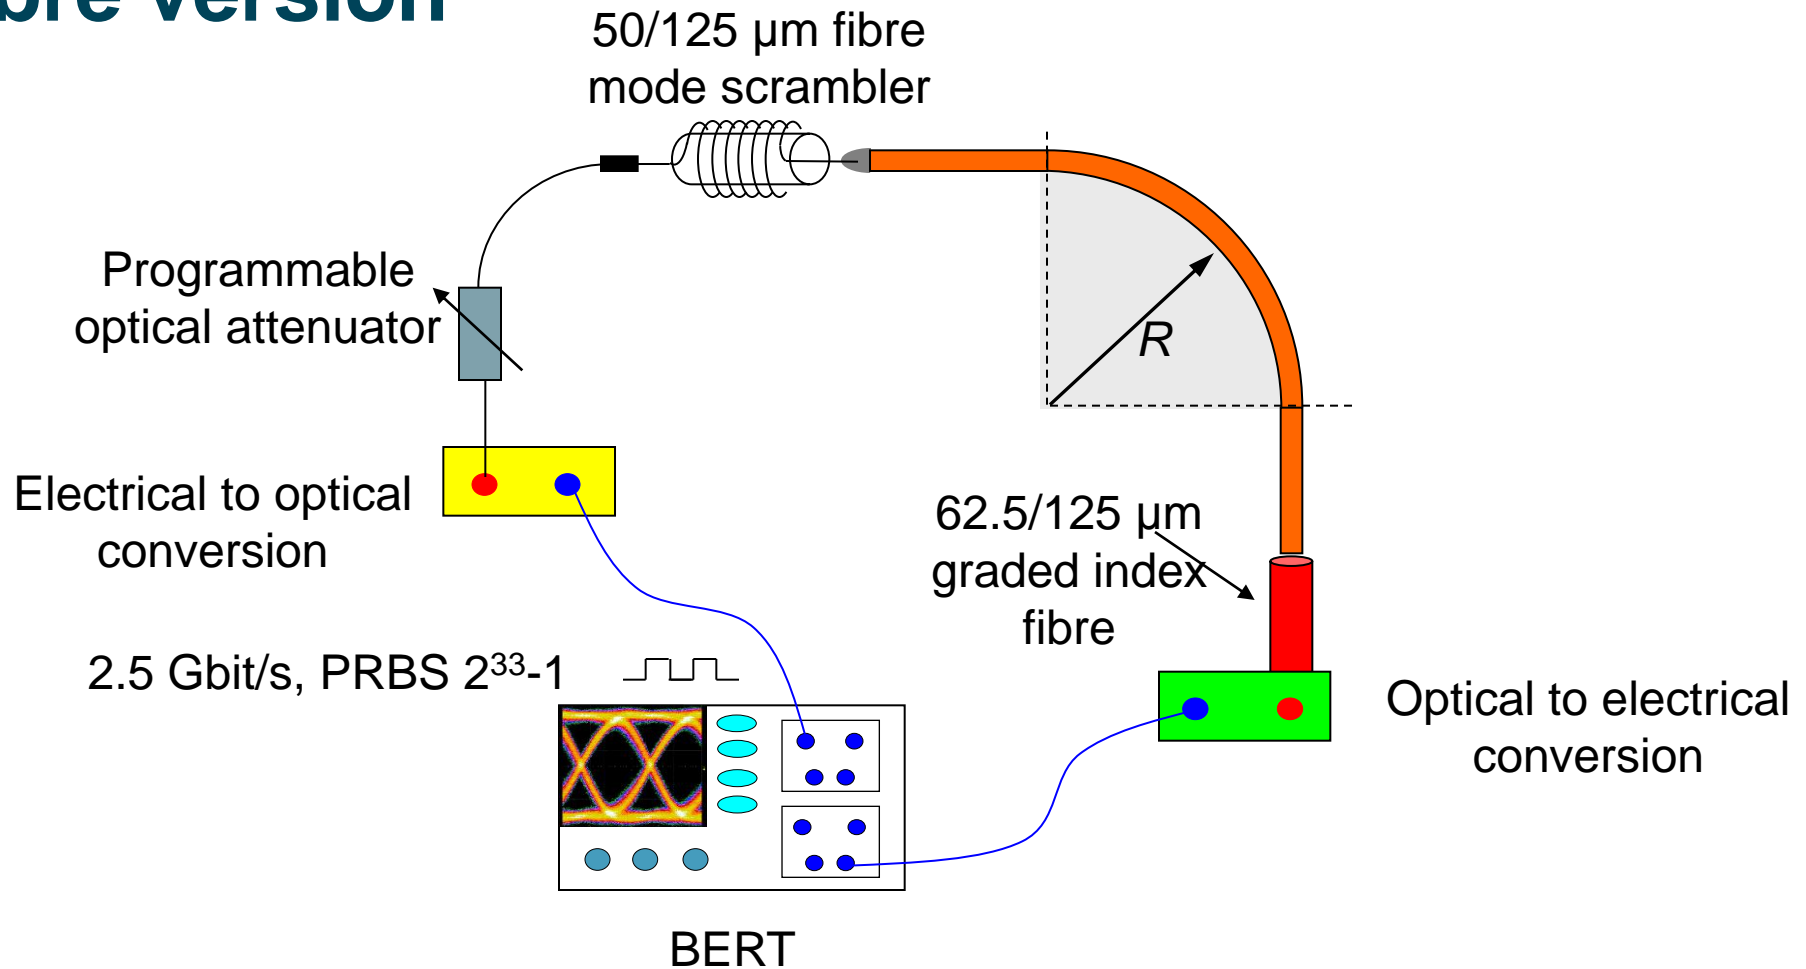 version
50/125 µm fibre
mode scrambler
Programmable
optical attenuator
R
Electrical to optical
conversion
62.5/125 µm
graded index
fibre
2.5 Gbit/s, PRBS 2³³-1
Optical to electrical
conversion
BERT